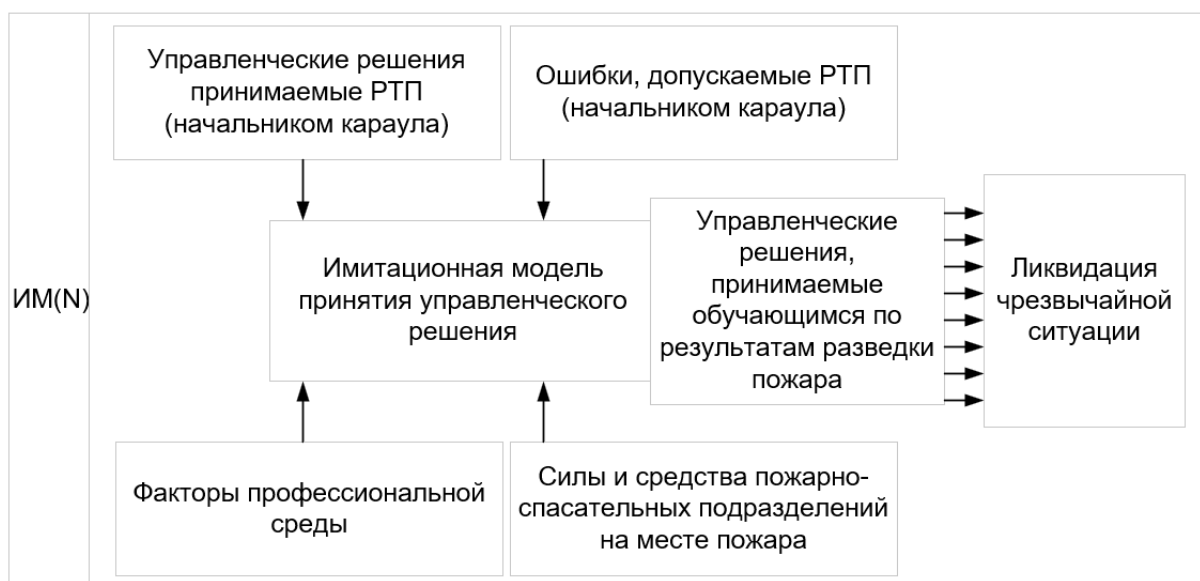 ИМ(N)
Управленческие решения
принимаемые РТП
(начальником караула)
Ошибки, допускаемые РТП
(начальником караула)
Имитационная модель
принятия управленческого
решения
Управленческие
решения,
принимаемые
обучающимся по
результатам разведки
пожара
Ликвидация
чрезвычайной
ситуации
Факторы профессиональной
среды
Силы и средства пожарно-
спасательных подразделений
на месте пожара